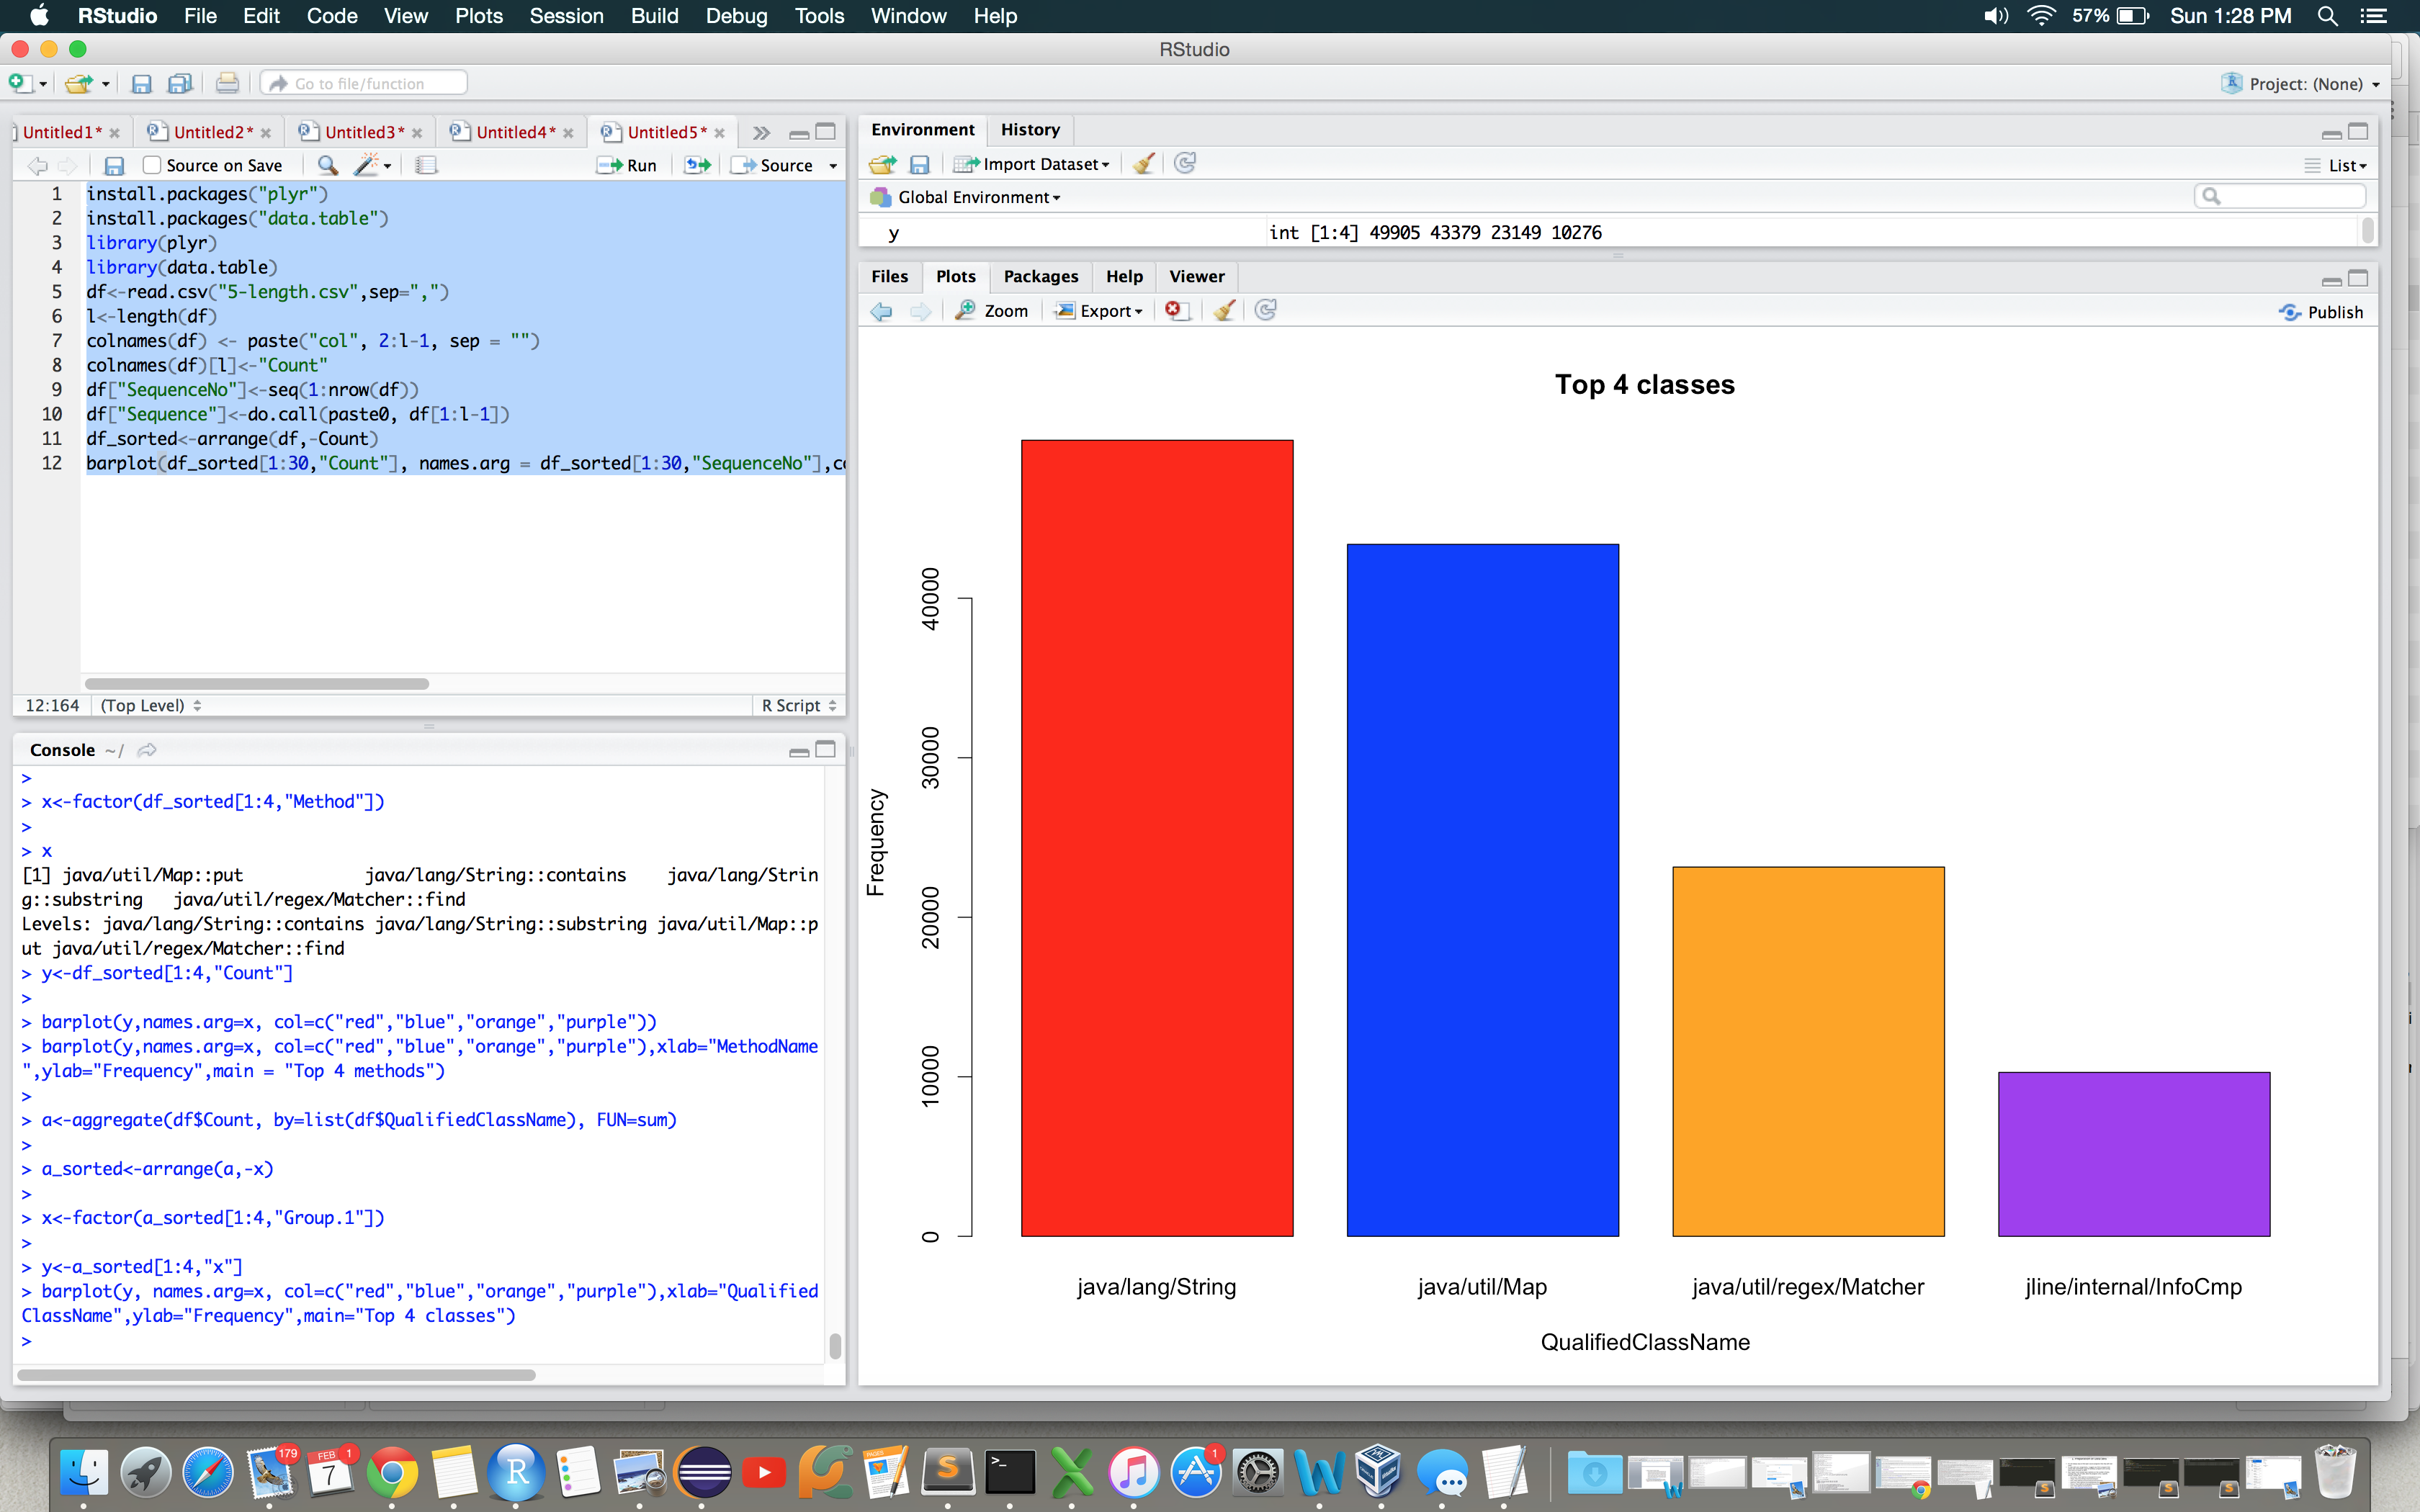 RStudio File Edit Code View Plots Session Build Debug Tools Window Help 57% Sun 1:28 PM
RStudio
Go to file/function Project: (None)
Untitled1* Untitled2* Untitled3* Untitled4* Untitled5*
Source on Save Run Source
1 install.packages("plyr")
2 install.packages("data.table")
3 library(plyr)
4 library(data.table)
5 df<-read.csv("5-length.csv",sep=",")
6 l<-length(df)
7 colnames(df) <- paste("col", 2:l-1, sep = "")
8 colnames(df)[l]<-"Count"
9 df["SequenceNo"]<-seq(1:nrow(df))
10 df["Sequence"]<-do.call(paste0, df[1:l-1])
11 df_sorted<-arrange(df,-Count)
12 barplot(df_sorted[1:30,"Count"], names.arg = df_sorted[1:30,"SequenceNo"],c
12:164 (Top Level) R Script
Console ~/
>
> x<-factor(df_sorted[1:4,"Method"])
>
> x
[1] java/util/Map::put java/lang/String::contains java/lang/Strin
g::substring java/util/regex/Matcher::find
Levels: java/lang/String::contains java/lang/String::substring java/util/Map::p
ut java/util/regex/Matcher::find
> y<-df_sorted[1:4,"Count"]
>
> barplot(y,names.arg=x, col=c("red","blue","orange","purple"))
> barplot(y,names.arg=x, col=c("red","blue","orange","purple"),xlab="MethodName
",ylab="Frequency",main = "Top 4 methods")
>
> a<-aggregate(df$Count, by=list(df$QualifiedClassName), FUN=sum)
>
> a_sorted<-arrange(a,-x)
>
> x<-factor(a_sorted[1:4,"Group.1"])
>
> y<-a_sorted[1:4,"x"]
> barplot(y, names.arg=x, col=c("red","blue","orange","purple"),xlab="Qualified
ClassName",ylab="Frequency",main="Top 4 classes")
>
Environment History
Import Dataset List
Global Environment
y int [1:4] 49905 43379 23149 10276
Files Plots Packages Help Viewer
Zoom Export Publish
Top 4 classes
Frequency
40000
30000
20000
10000
0
java/lang/String java/util/Map java/util/regex/Matcher jline/internal/InfoCmp
QualifiedClassName
179 FEB 7 1 R PAGES S >_ 1 W